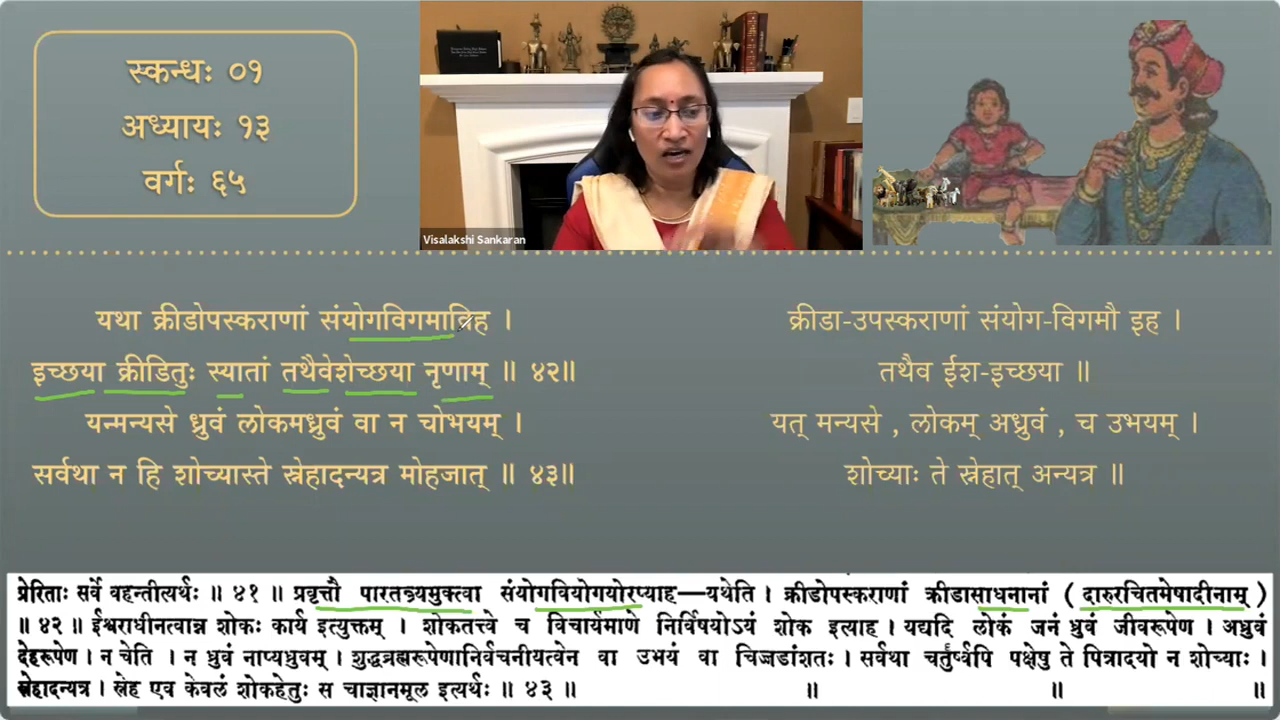 स्कन्धः ०१
अध्यायः १३
वर्गः ६५
Visalakshi Sankaran
यथा क्रीडोपस्कराणां संयोगविगमाविह ।
इच्छया क्रीडितुः स्यातां तथैवेशेच्छया नृणाम् ॥ ४२॥
यन्मन्यसे ध्रुवं लोकमध्रुवं वा न चोभयम् ।
सर्वथा न हि शोच्यास्ते स्नेहादन्यत्र मोहजात् ॥ ४३॥
क्रीडा-उपस्कराणां संयोग-विगमौ इह ।
तथैव ईश-इच्छया ॥
यत् मन्यसे , लोकम् अध्रुवं , च उभयम् ।
शोच्याः ते स्नेहात् अन्यत्र ॥
प्रेरिताः सर्वे वहन्तीत्यर्थः ॥ ४१ ॥ प्रवृत्तौ पारतन्त्र्यमुक्त्वा संयोगवियोगयोरप्याह—यथेति । क्रीडोपस्कराणां क्रीडासाधनानां ( दारुरचितमेषादीनाम् )
॥ ४२ ॥ ईश्वराधीनत्वान्न शोकः कार्य इत्युक्तम् । शोकतत्त्वे च विचार्यमाणे निर्विषयोऽयं शोक इत्याह । यद्यदि लोकं जनं ध्रुवं जीवरूपेण । अध्रुवं
देहरूपेण । न चेति । न ध्रुवं नाप्यध्रुवम् । शुद्धब्रह्मरूपेणानिर्वचनीयत्वेन वा उभयं वा चिज्जडांशतः । सर्वथा चतुर्ष्वपि पक्षेषु ते पित्रादयो न शोच्याः ।
स्नेहादन्यत्र । स्नेह एव केवलं शोकहेतुः स चाज्ञानमूल इत्यर्थः ॥ ४३ ॥ ॥ ॥ ॥